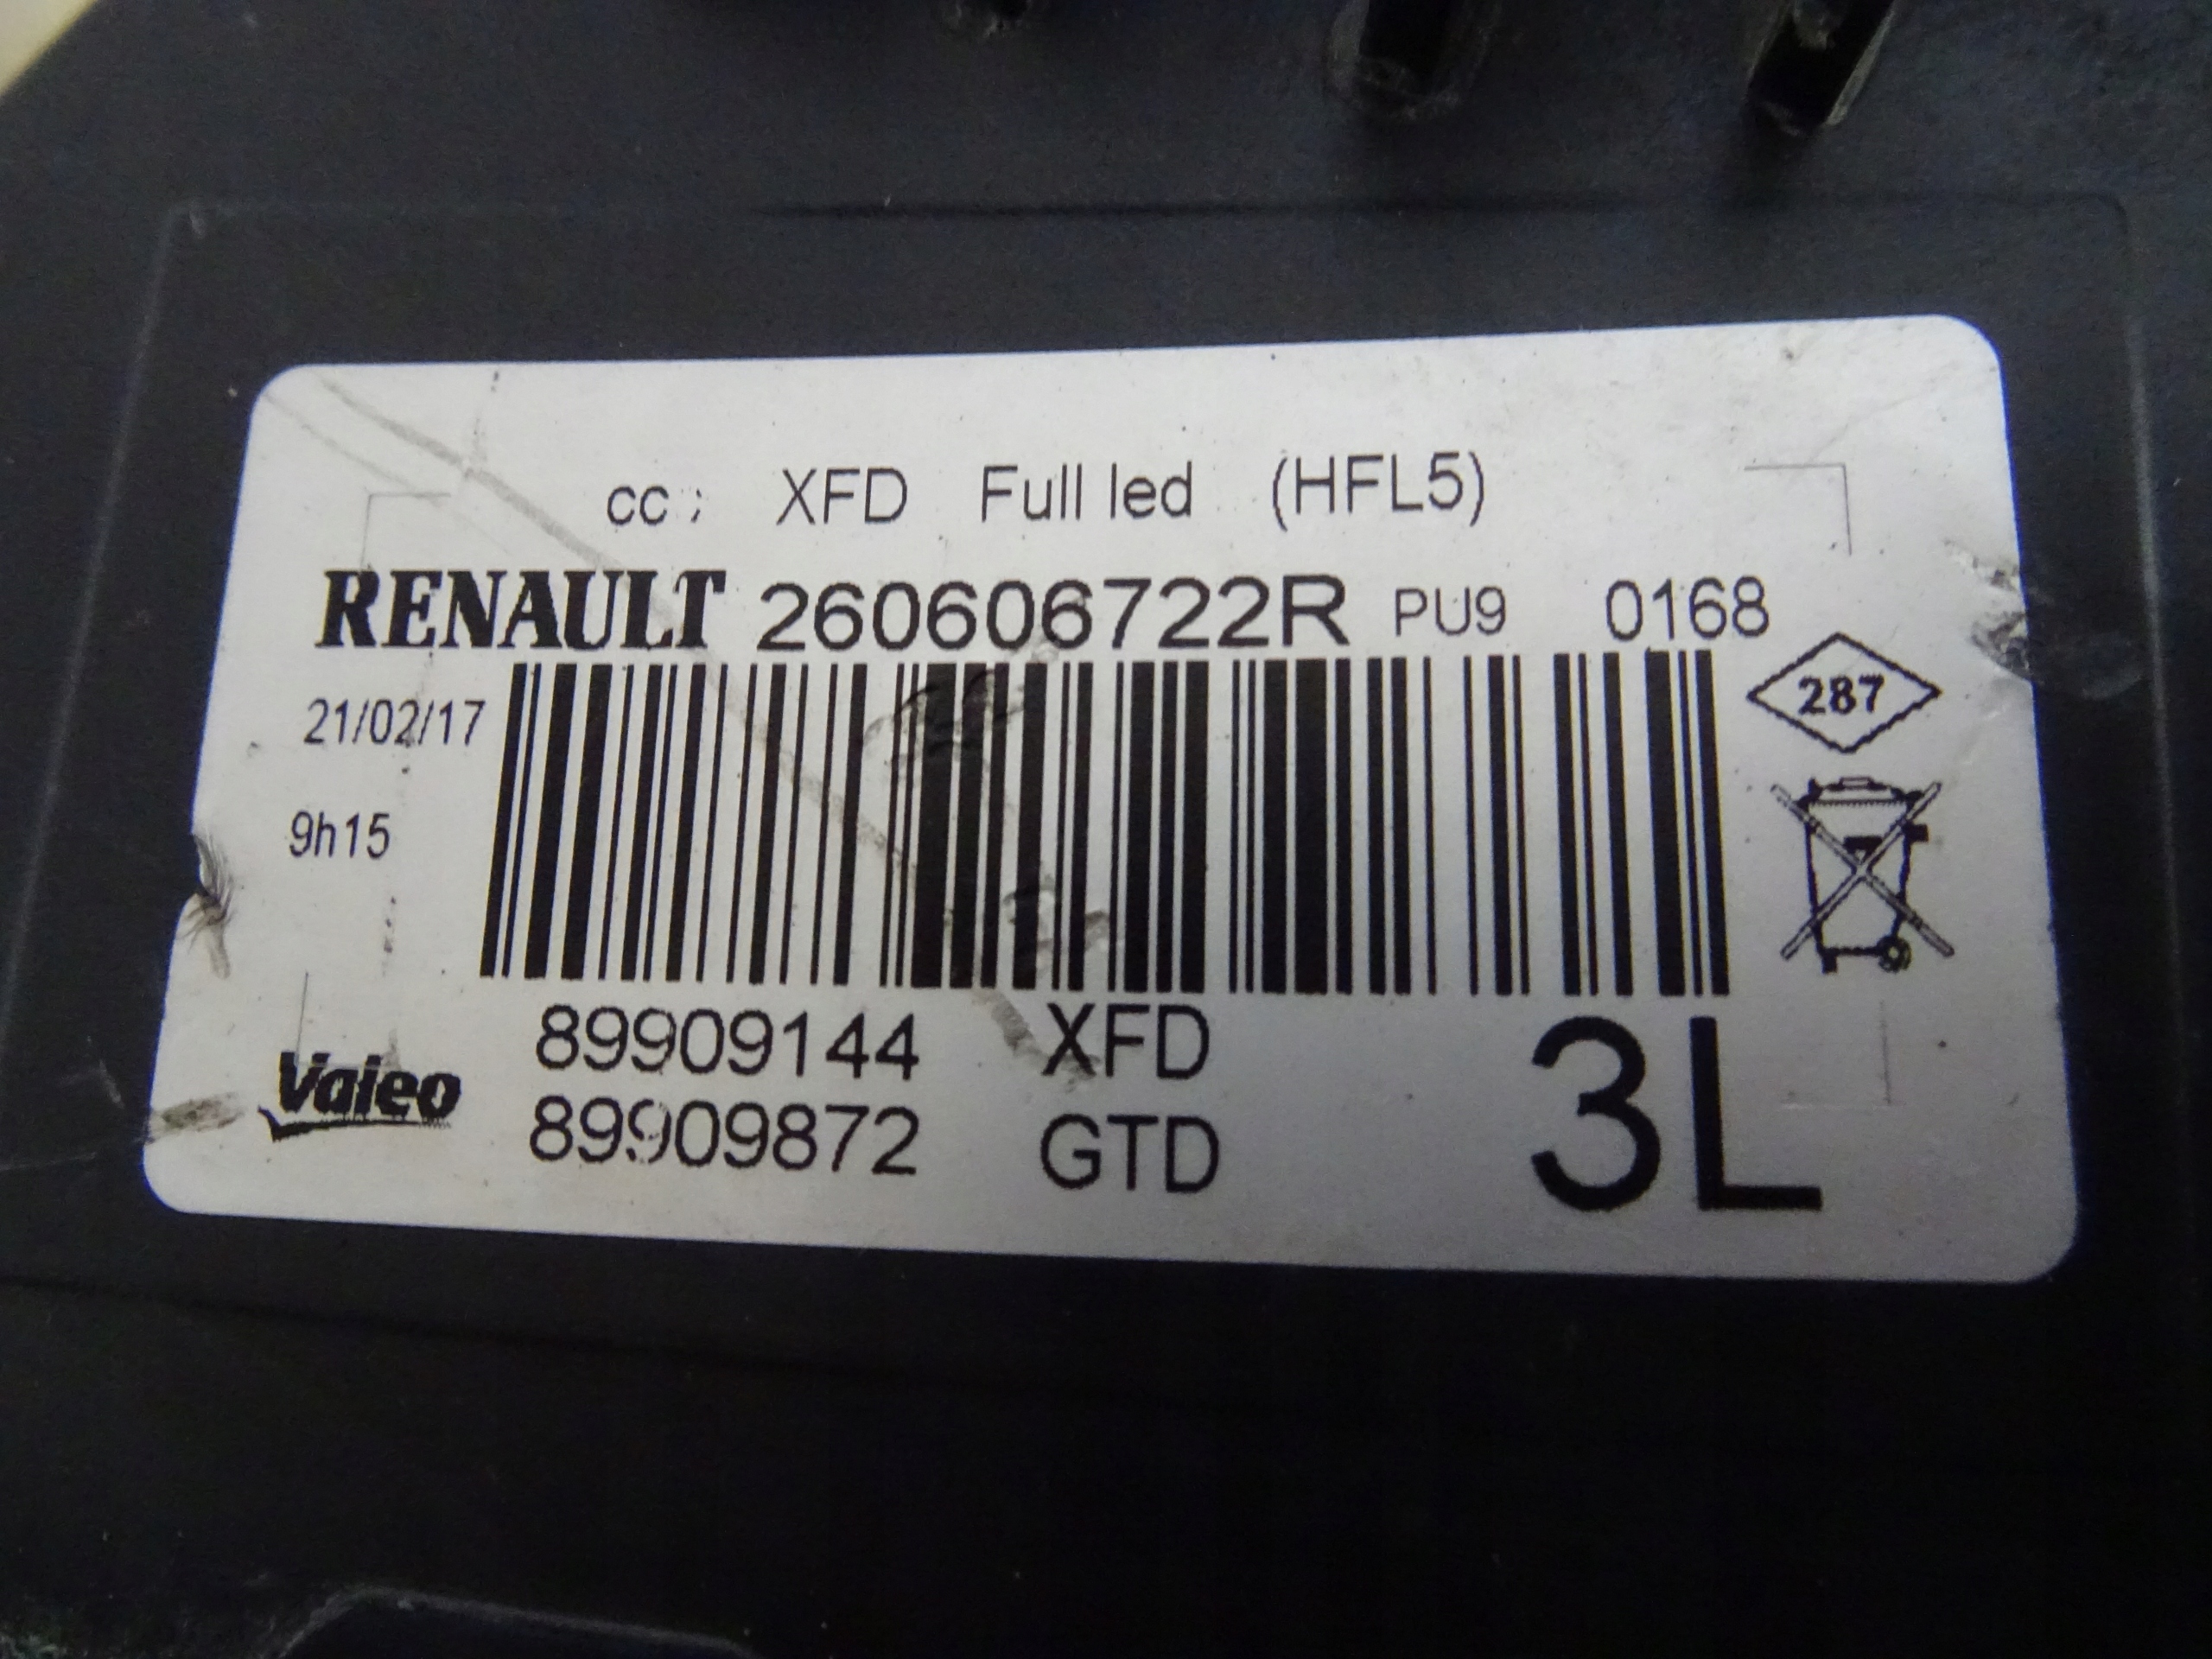 cc : XFD Full led (HFL5)
RENAULT 260606722R PU9 0168
287
21/02/17
9h15
Valeo
89909144 XFD
89909872 GTD
3L